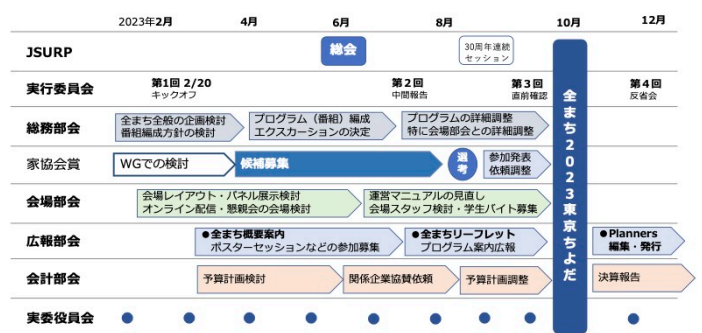 2023年2月 4月 6月 8月 10月 12月
JSURP 総会 30周年連続
セッション
実行委員会 第1回 2/20 第2回 第3回 第4回
キックオフ 中間報告 直前確認 反省会
全まち2023東京ちよだ
総務部会 全まち全般の企画検討 プログラム（番組）編成 プログラムの詳細調整
番組編成方針の検討 エクスカーションの決定 特に会場部会との詳細調整
家協会賞 WGでの検討 候補募集 選考 参加発表
依頼調整
会場部会 会場レイアウト・パネル展示検討 運営マニュアルの見直し
オンライン配信・懇親会の会場検討 会場スタッフ検討・学生バイト募集
広報部会 ●全まち概要案内 ●全まちリーフレット ●Planners
ポスターセッションなどの参加募集 プログラム案内広報 編集・発行
会計部会 予算計画検討 関係企業協賛依頼 予算計画調整 決算報告
実委役員会